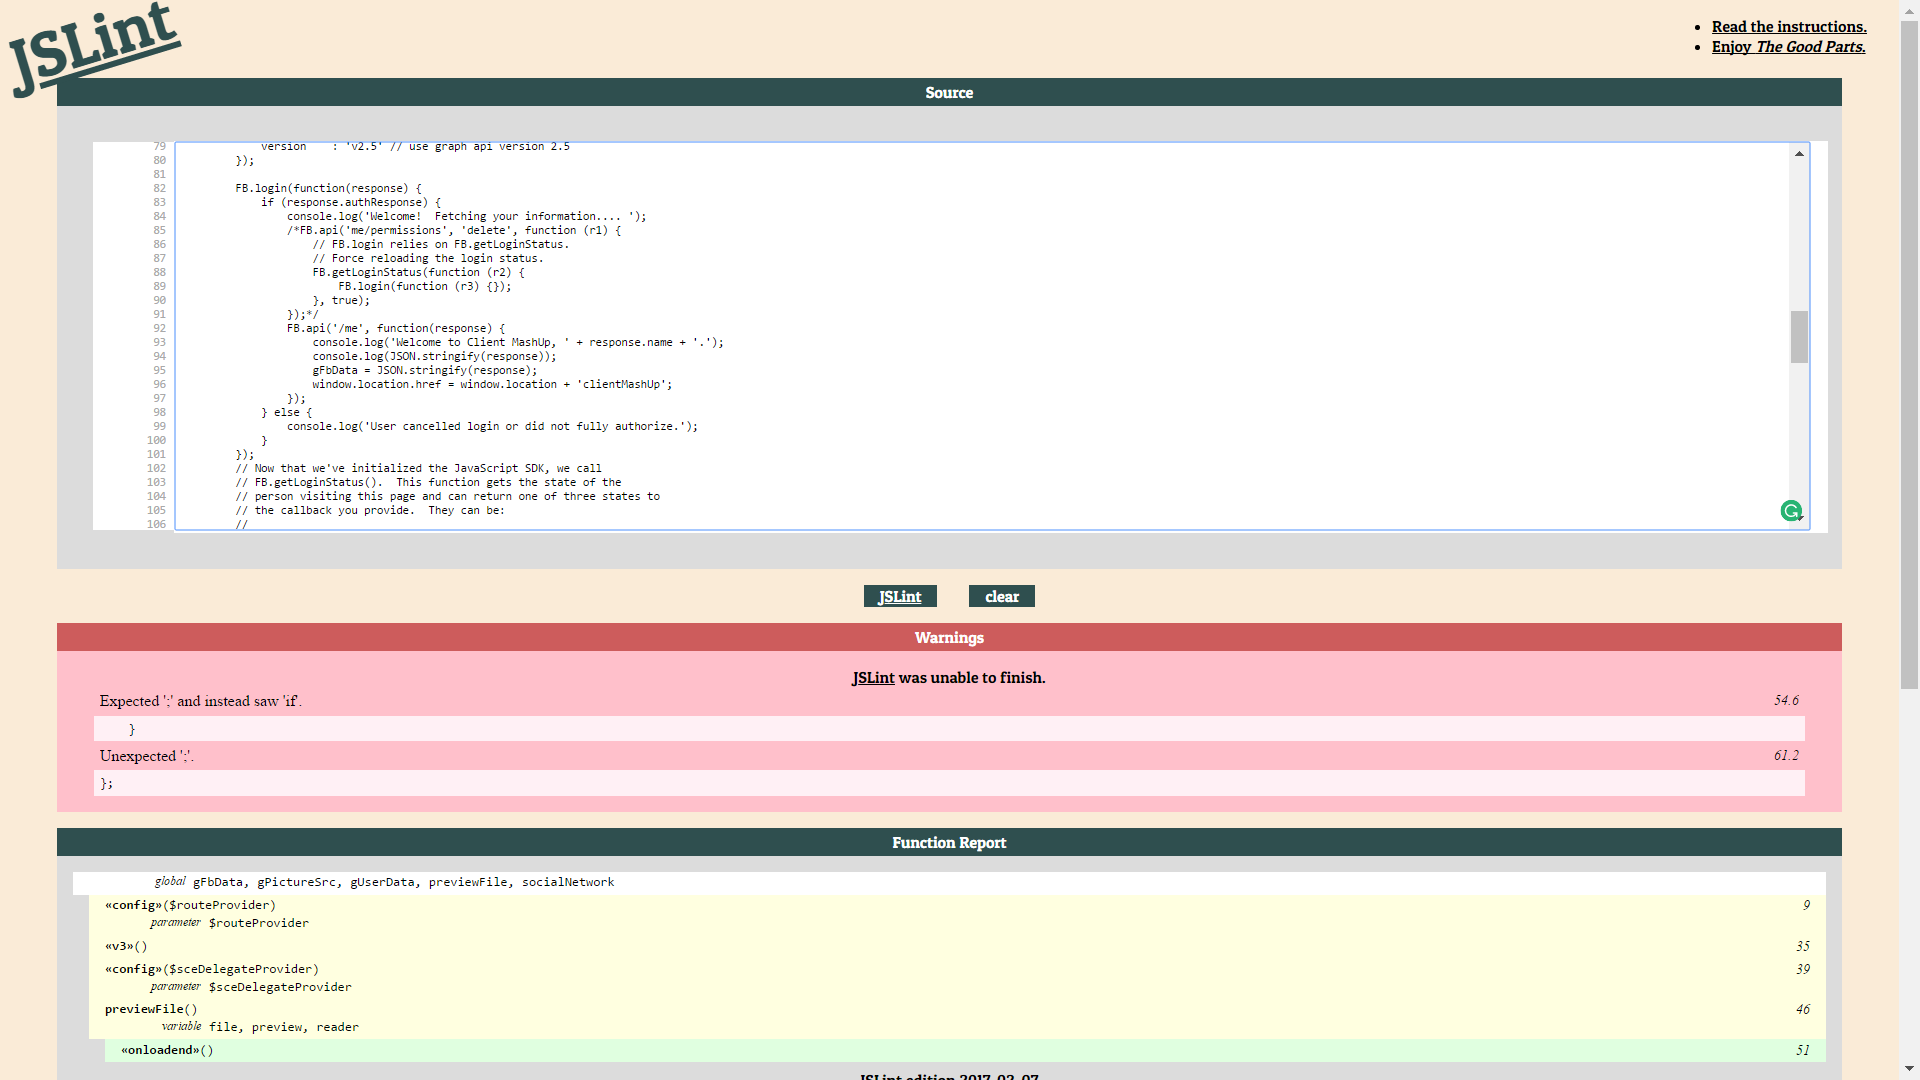 JSLint
Read the instructions.
Enjoy The Good Parts.
Source
79 version    : 'v2.5' // use graph api version 2.5
80 });
81
82 FB.login(function(response) {
83 if (response.authResponse) {
84 console.log('Welcome!  Fetching your information.... ');
85 /*FB.api('me/permissions', 'delete', function (r1) {
86 // FB.login relies on FB.getLoginStatus.
87 // Force reloading the login status.
88 FB.getLoginStatus(function (r2) {
89 FB.login(function (r3) {});
90 }, true);
91 });*/
92 FB.api('/me', function(response) {
93 console.log('Welcome to Client MashUp, ' + response.name + '.');
94 console.log(JSON.stringify(response));
95 gFbData = JSON.stringify(response);
96 window.location.href = window.location + 'clientMashUp';
97 });
98 } else {
99 console.log('User cancelled login or did not fully authorize.');
100 }
101 });
102 // Now that we've initialized the JavaScript SDK, we call
103 // FB.getLoginStatus().  This function gets the state of the
104 // person visiting this page and can return one of three states to
105 // the callback you provide.  They can be:
106 //
JSLint clear
Warnings
JSLint was unable to finish.
Expected ';' and instead saw 'if'. 54.6
}
Unexpected ';'. 61.2
};
Function Report
global gFbData, gPictureSrc, gUserData, previewFile, socialNetwork
«config»($routeProvider) 9
parameter $routeProvider
«v3»() 35
«config»($sceDelegateProvider) 39
parameter $sceDelegateProvider
previewFile() 46
variable file, preview, reader
«onloadend»() 51
JSLint edition 2017-03-07